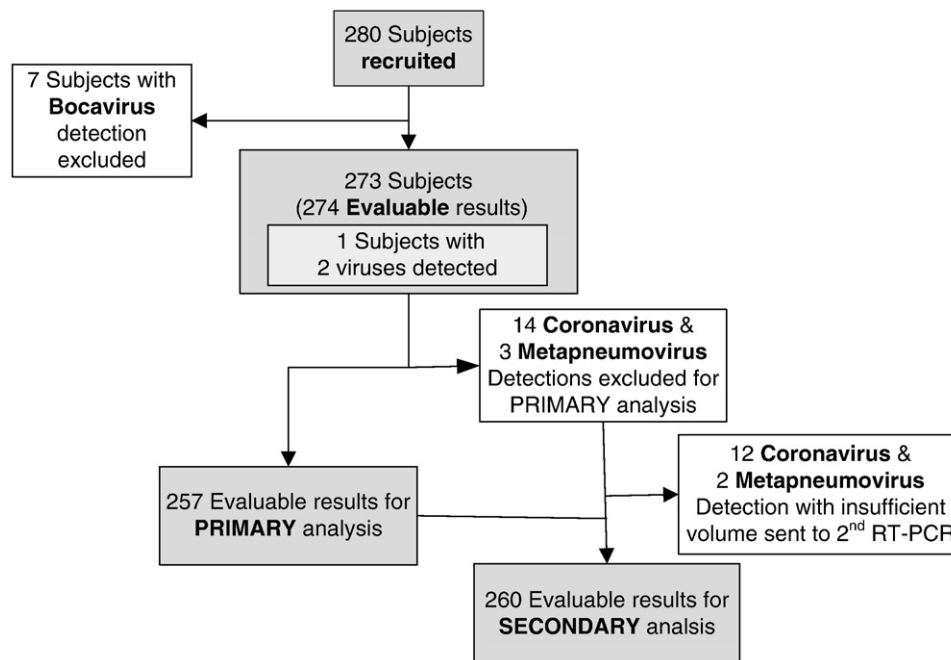 280 Subjects
recruited
7 Subjects with
Bocavirus
detection
excluded
273 Subjects
(274 Evaluable results)
1 Subjects with
2 viruses detected
14 Coronavirus &
3 Metapneumovirus
Detections excluded for
PRIMARY analysis
12 Coronavirus &
2 Metapneumovirus
Detection with insufficient
volume sent to 2nd RT-PCR
257 Evaluable results for
PRIMARY analysis
260 Evaluable results for
SECONDARY analsis